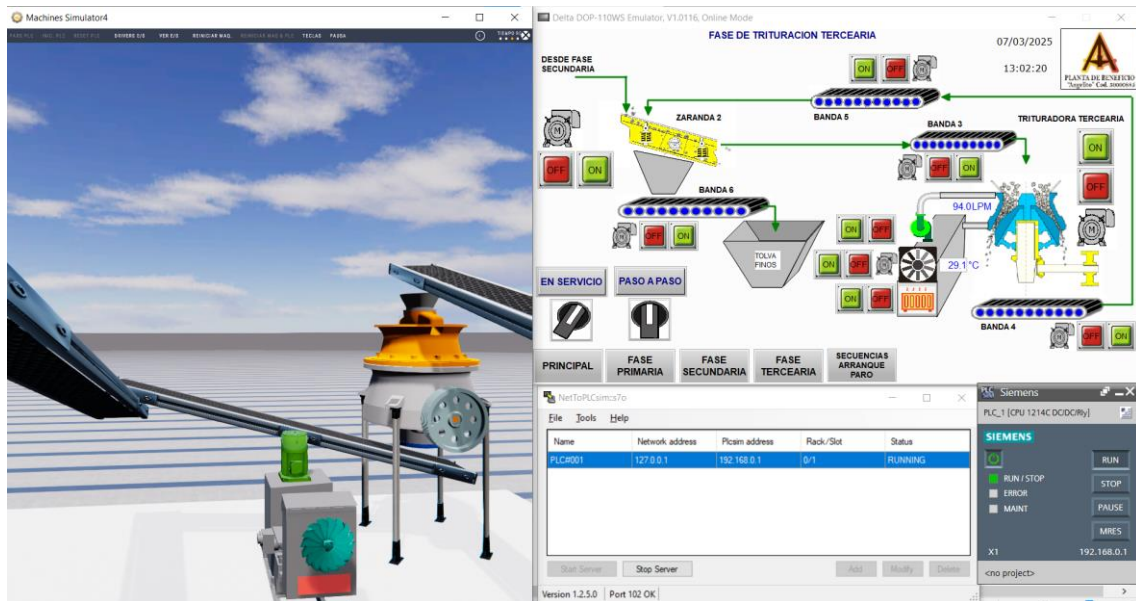 Machines Simulator4
DRIVERS E/S VER E/S REINICIAR MAQ. REINICIAR MAQ & PLC TECLAS PAUSA
Delta DOP-110WS Emulator, V1.0116, Online Mode
FASE DE TRITURACION TERCEARIA
07/03/2025
13:02:20
PLANTA DE BENEFICIO
DESDE FASE
SECUNDARIA
ON OFF
ZARANDA 2
BANDA 5
BANDA 3
TRITURADORA TERCEARIA
ON
OFF
OFF ON
OFF ON
BANDA 6
OFF ON
94.0LPM
ON OFF
TOLVA
FINOS
ON OFF
29.1 °C
ON OFF
EN SERVICIO
PASO A PASO
BANDA 4
OFF ON
PRINCIPAL
FASE
PRIMARIA
FASE
SECUNDARIA
FASE
TERCEARIA
SECUENCIAS
ARRANQUE
PARO
NetToPLCsim:s7o
File Tools Help
Name Network address Plcsim address Rack/Slot Status
PLC#001 127.0.0.1 192.168.0.1 0/1 RUNNING
Start Server Stop Server Add Modify Delete
Version 1.2.5.0 Port 102 OK
Siemens
PLC_1 [CPU 1214C DC/DC/Rly]
SIEMENS
RUN / STOP
ERROR
MAINT
RUN
STOP
PAUSE
MRES
X1 192.168.0.1
<no project>